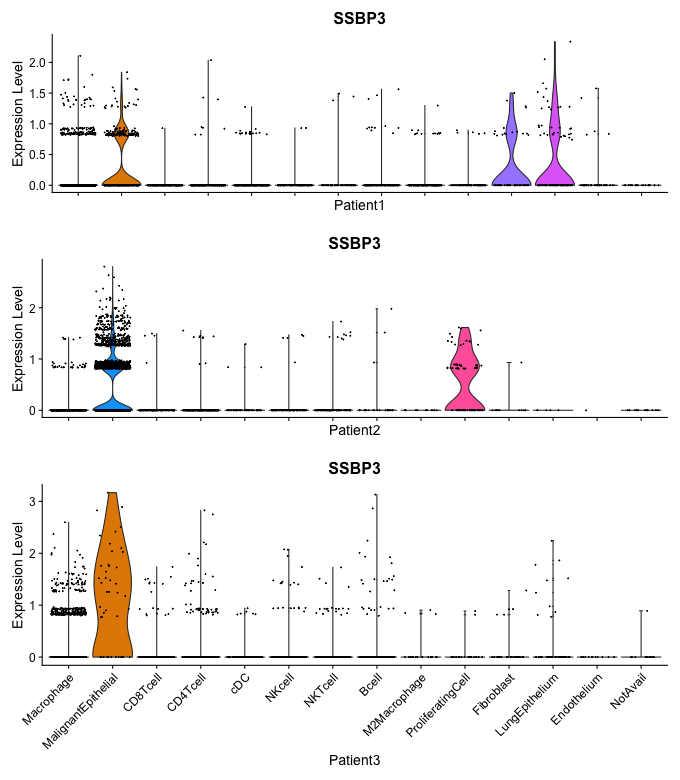 SSBP3
Expression Level
2.0
1.5
1.0
0.5
0.0
Patient1
SSBP3
Expression Level
2
1
0
Patient2
SSBP3
Expression Level
3
2
1
0
Macrophage
MalignantEpithelial
CD8Tcell
CD4Tcell
cDC
NKcell
NKTcell
Bcell
M2Macrophage
ProliferatingCell
Fibroblast
LungEpithelium
Endothelium
NotAvail
Patient3